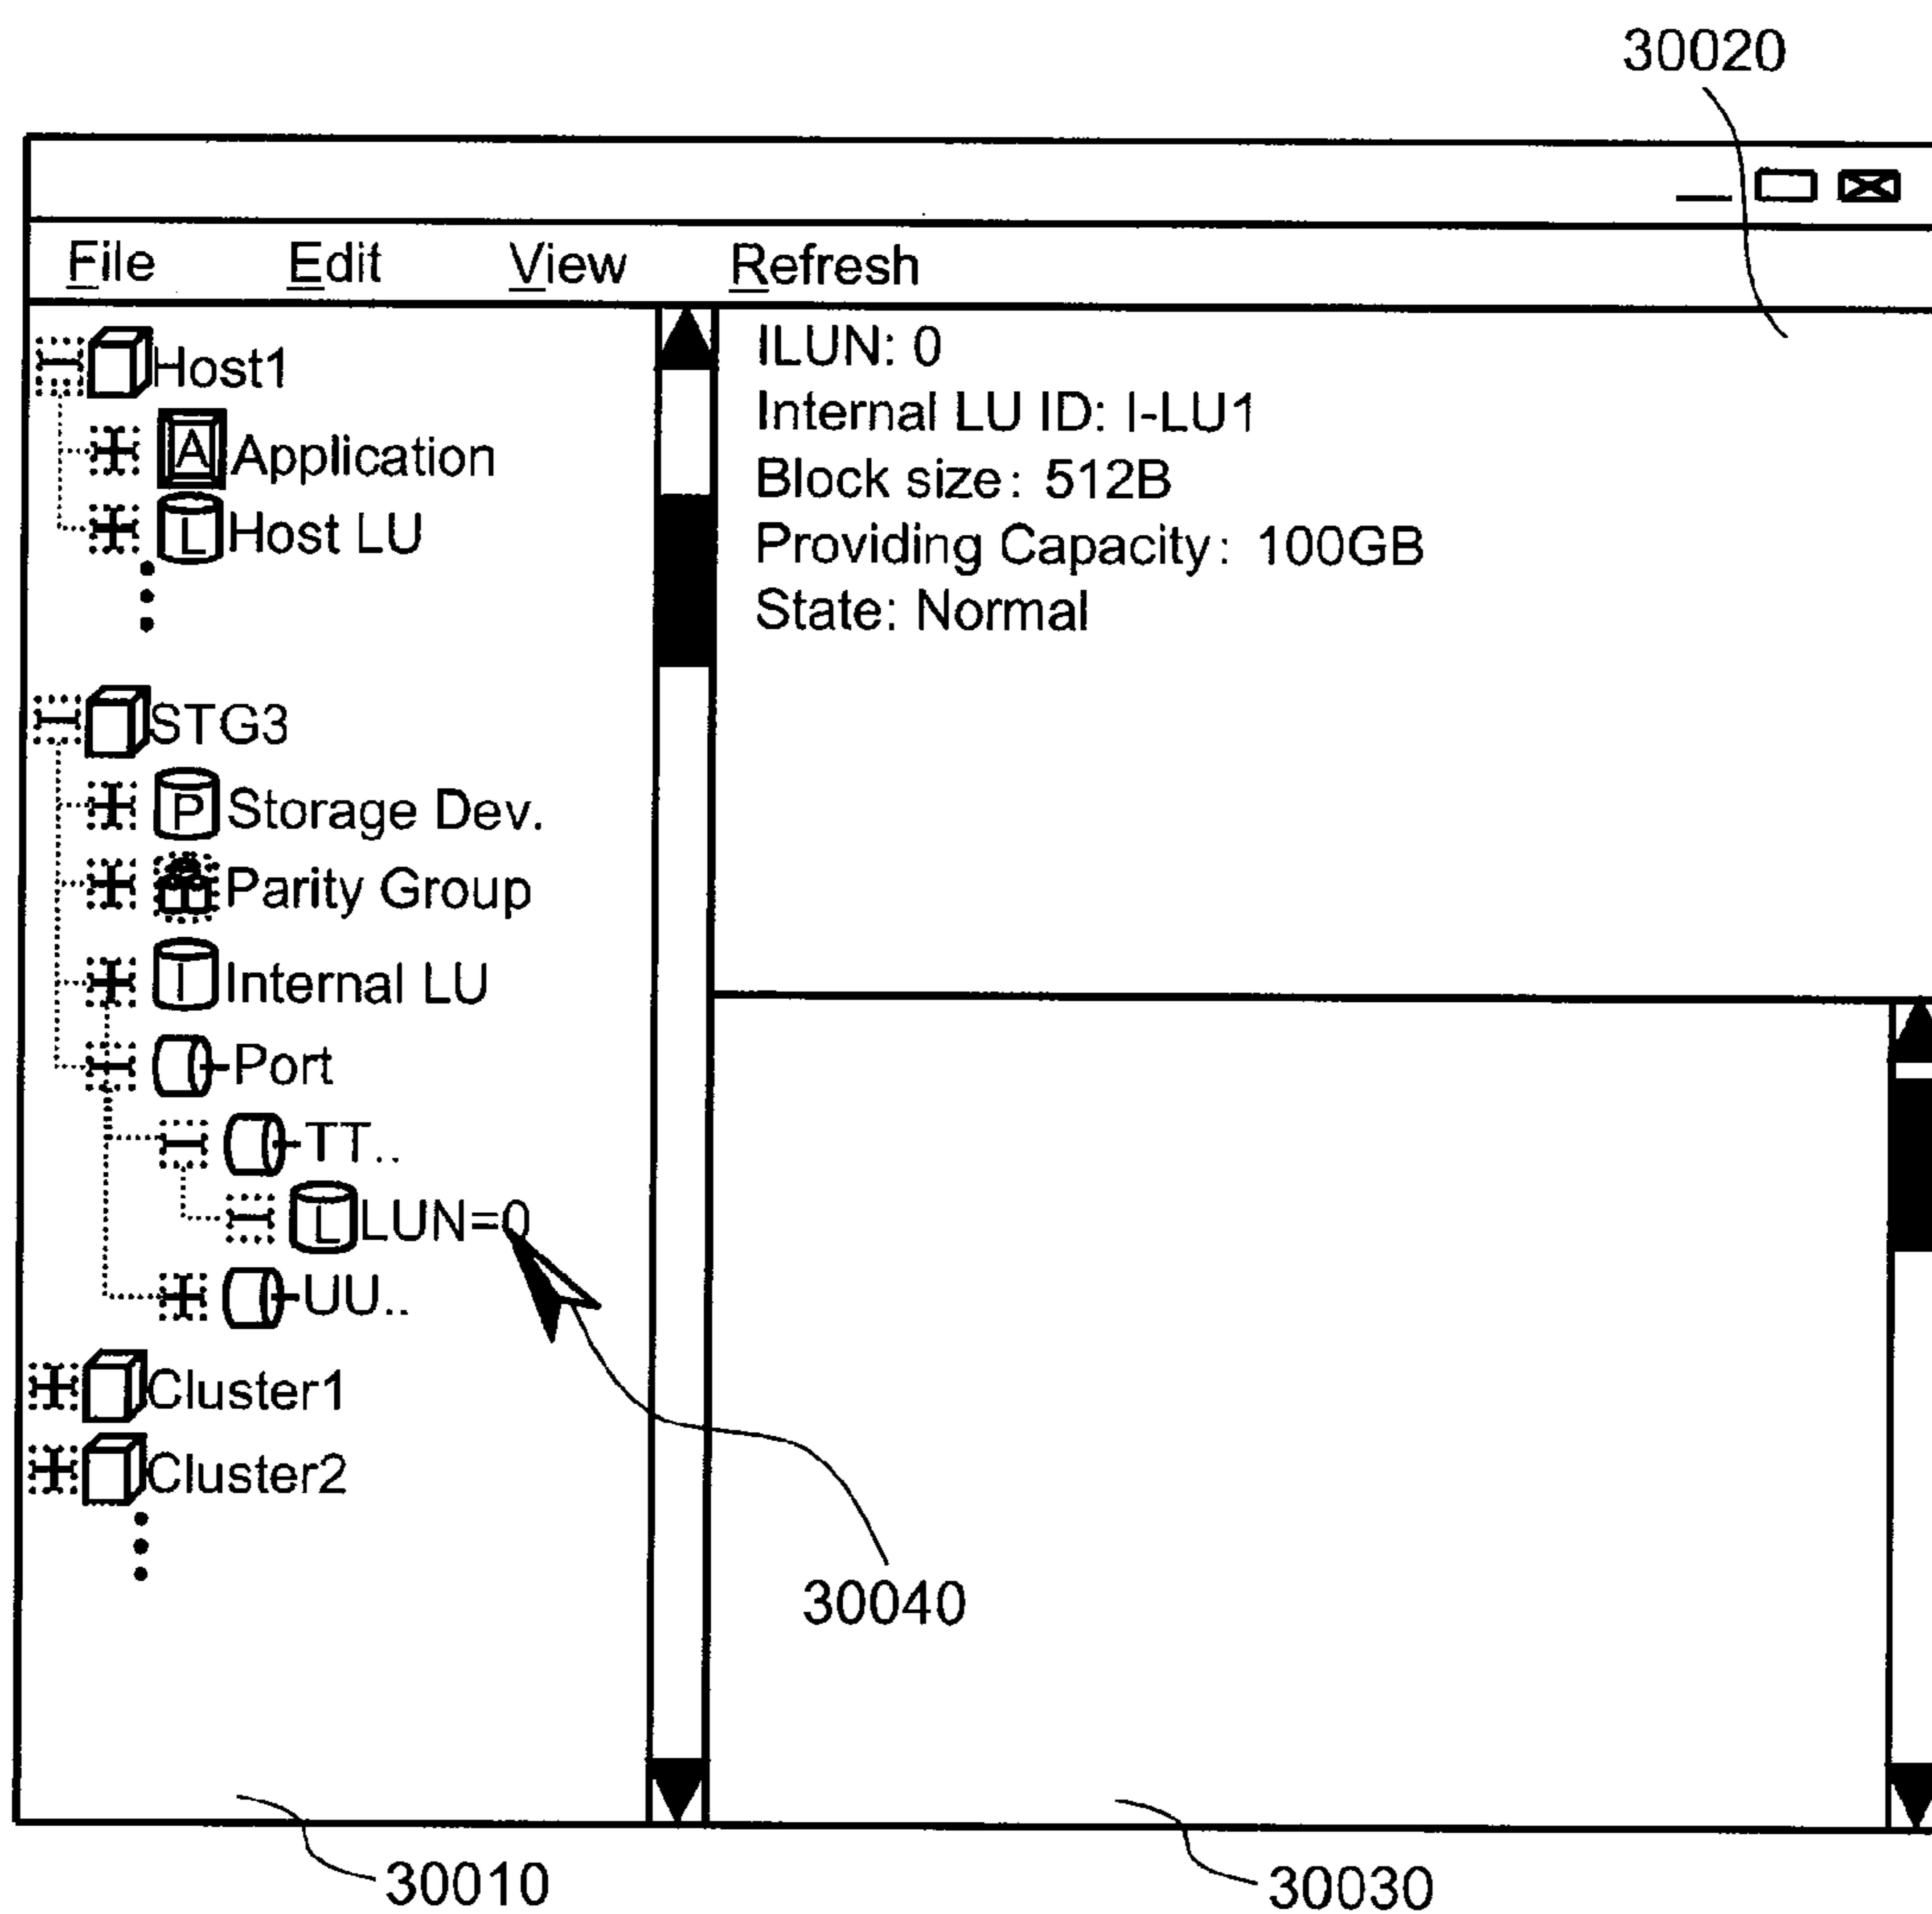 30020
File Edit View Refresh
Host1
A Application
L Host LU
STG3
P Storage Dev.
Parity Group
I Internal LU
Port
TT..
L LUN=0
UU..
Cluster1
Cluster2
ILUN: 0
Internal LU ID: I-LU1
Block size: 512B
Providing Capacity: 100GB
State: Normal
30040
30010
30030